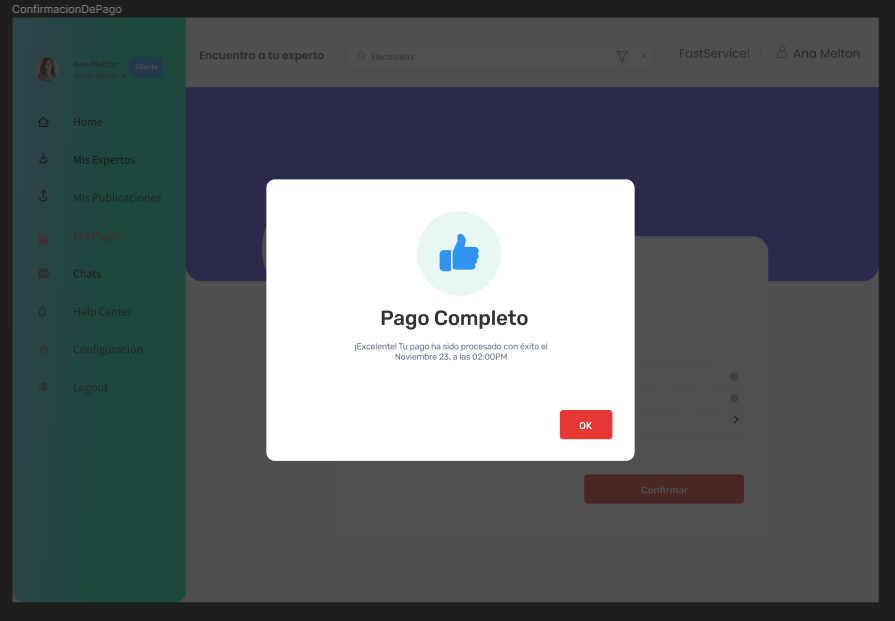 ConfirmacionDePago
Ana Melton
Cliente
Encuentra a tu experto
Electricista
FastService!
Ana Melton
Home
Mis Expertos
Mis Publicaciones
Mis Pagos
Chats
Help Center
Configuración
Logout
Pago Completo
¡Excelente! Tu pago ha sido procesado con éxito el
Noviembre 23, a las 02:00PM
OK
Confirmar